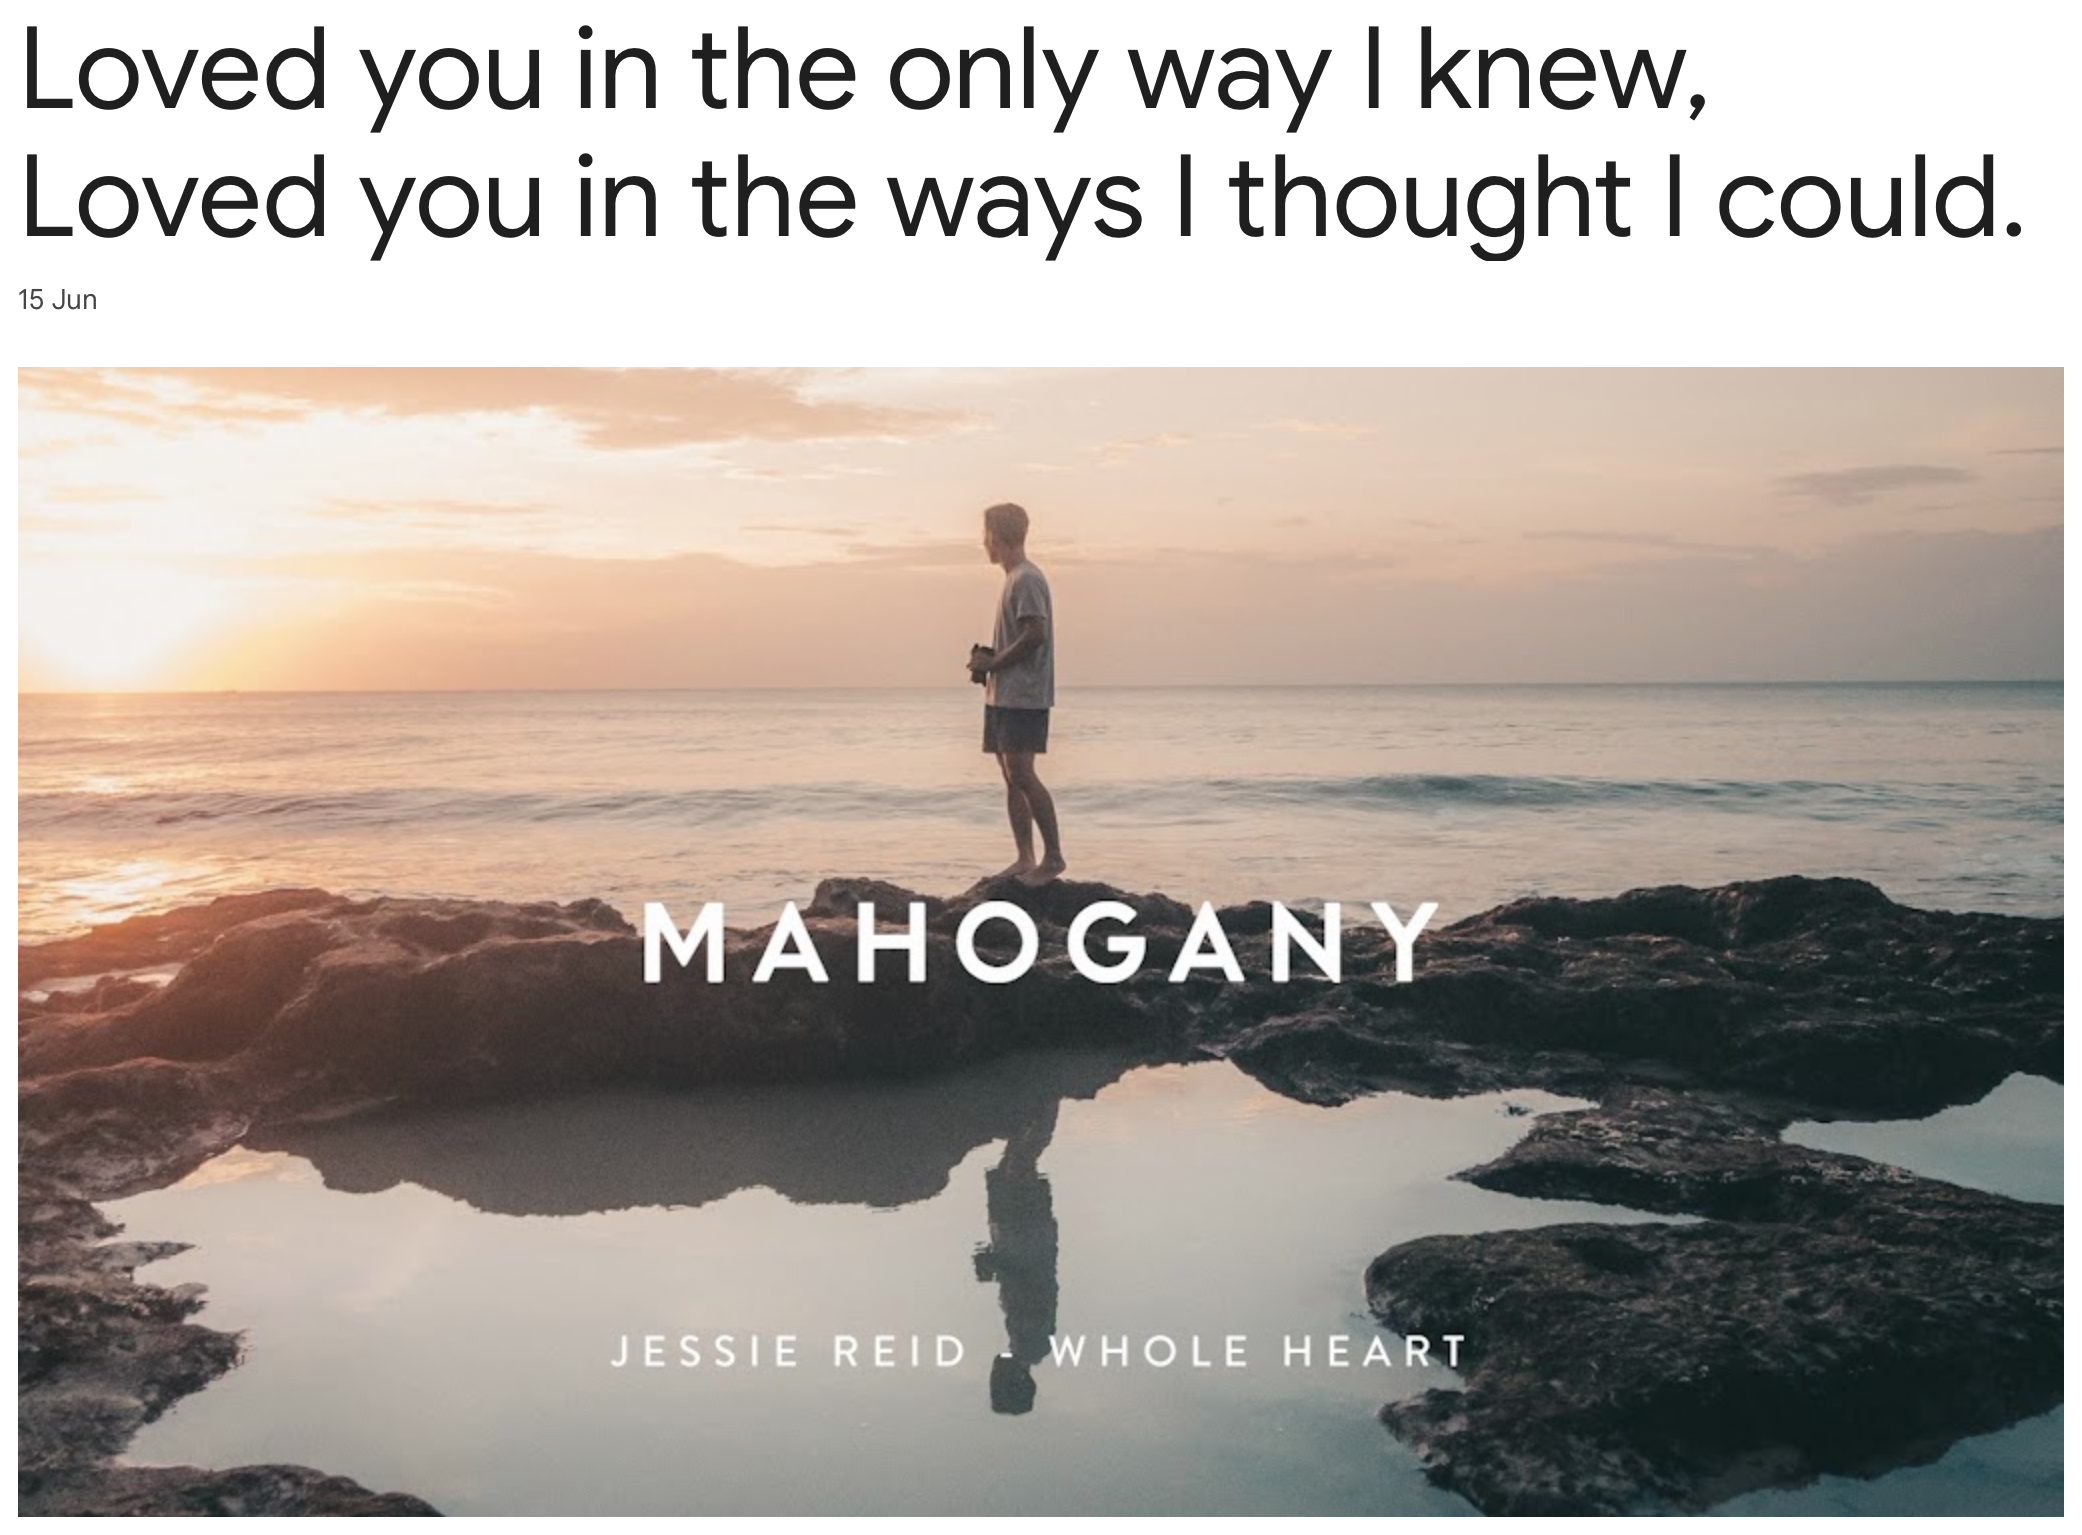 Loved you in the only way I knew,
Loved you in the ways I thought I could.
15 Jun
MAHOGANY
JESSIE REID - WHOLE HEART